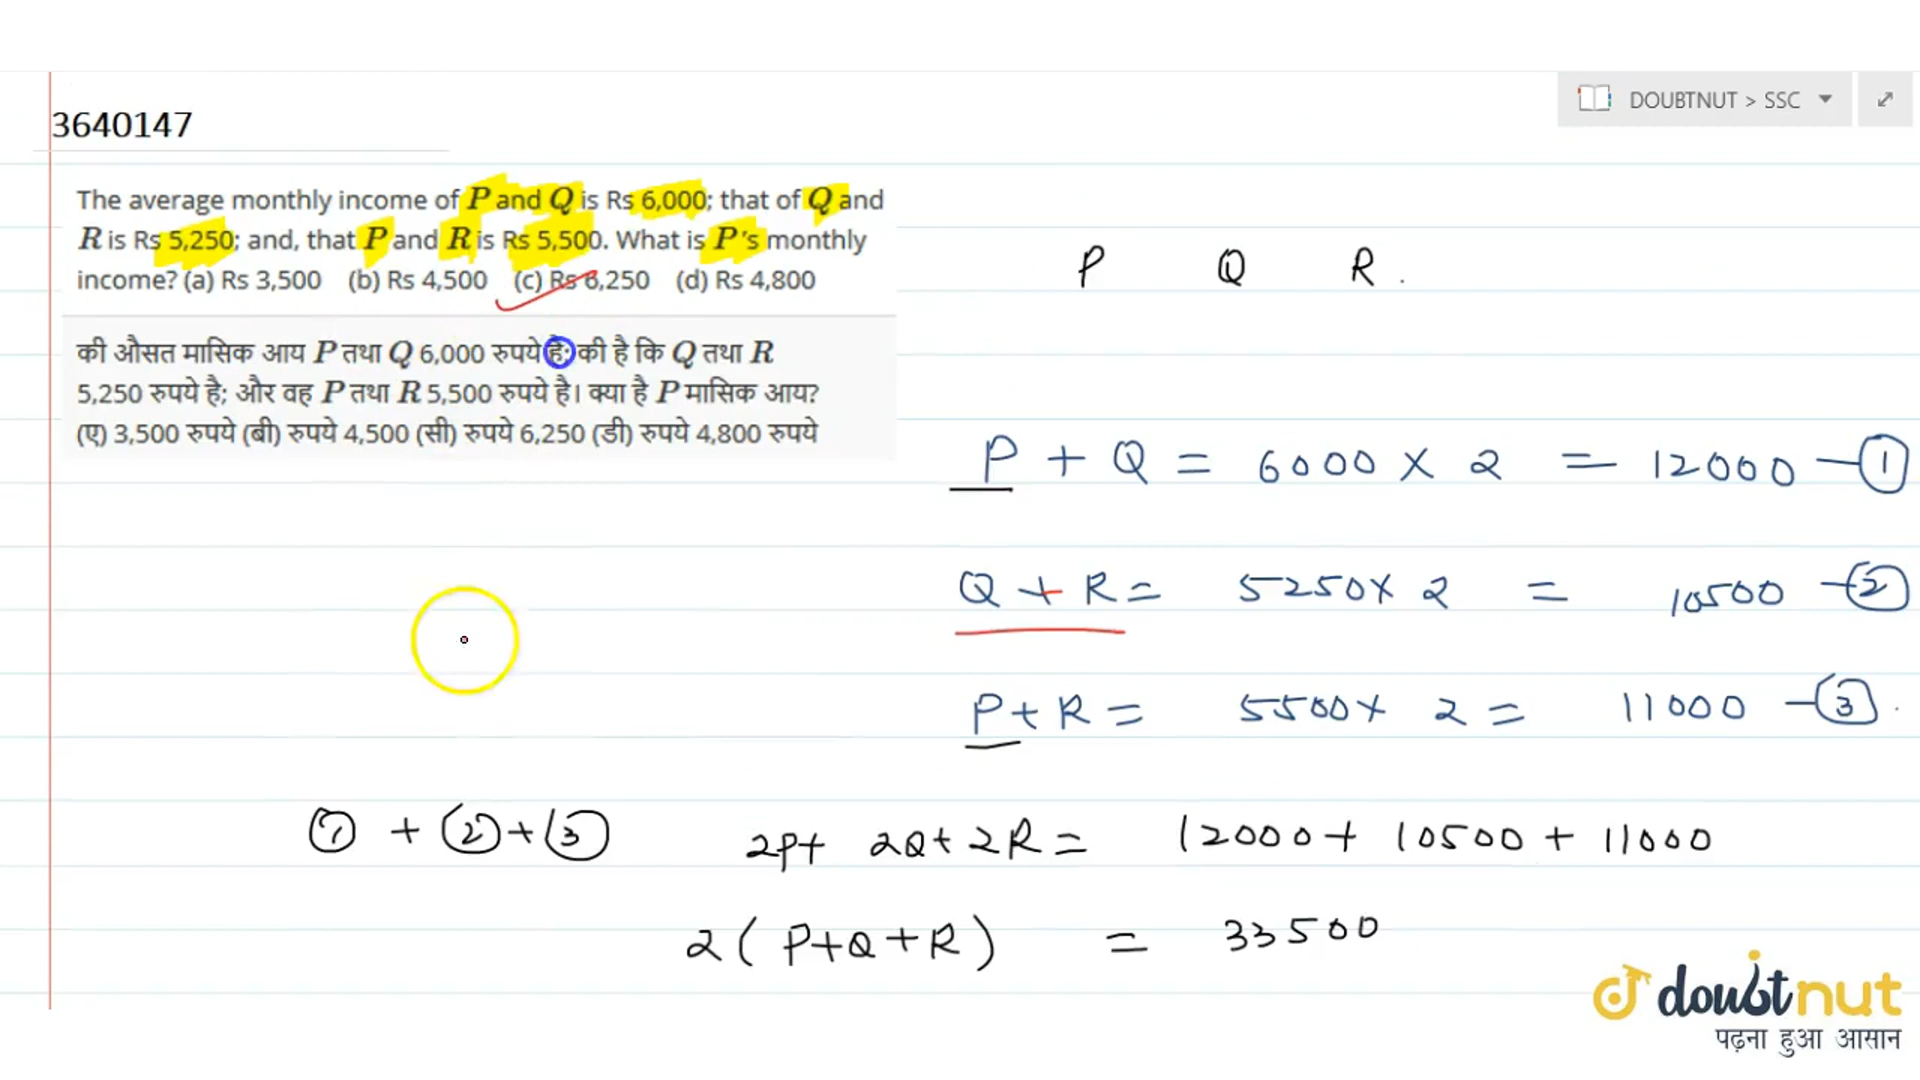 DOUBTNUT > SSC
3640147
The average monthly income of P and Q is Rs 6,000; that of Q and
R is Rs 5,250; and, that P and R is Rs 5,500. What is P's monthly
income? (a) Rs 3,500 (b) Rs 4,500 (c) Rs 6,250 (d) Rs 4,800
की औसत मासिक आय P तथा Q 6,000 रुपये है; की है कि Q तथा R
5,250 रुपये है; और वह P तथा R 5,500 रुपये है। क्या है P मासिक आय?
(ए) 3,500 रुपये (बी) रुपये 4,500 (सी) रुपये 6,250 (डी) रुपये 4,800 रुपये
P Q R .
P + Q = 6000 × 2 = 12000 — ①
Q + R = 5250 × 2 = 10500 — ②
P + R = 5500 × 2 = 11000 — ③ .
① + ② + ③ 2P + 2Q + 2R = 12000 + 10500 + 11000
2 ( P + Q + R ) = 33500
doubtnut
पढ़ना हुआ आसान